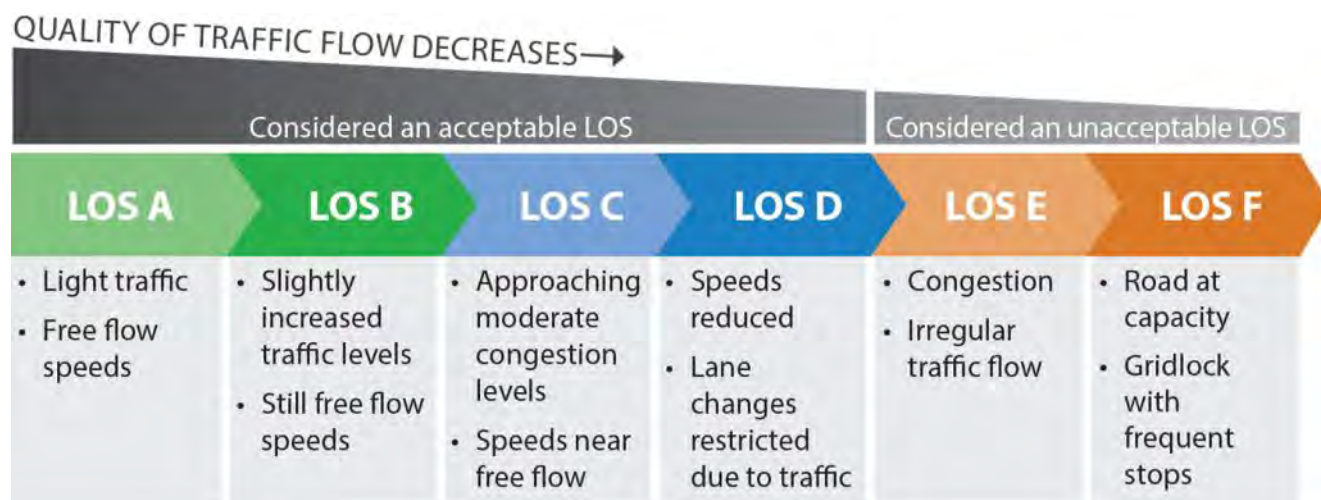 QUALITY OF TRAFFIC FLOW DECREASES→
Considered an acceptable LOS
Considered an unacceptable LOS
LOS A
LOS B
LOS C
LOS D
LOS E
LOS F
• Light traffic
• Free flow
speeds
• Slightly
increased
traffic levels
• Still free flow
speeds
• Approaching
moderate
congestion
levels
• Speeds near
free flow
• Speeds
reduced
• Lane
changes
restricted
due to traffic
• Congestion
• Irregular
traffic flow
• Road at
capacity
• Gridlock
with
frequent
stops